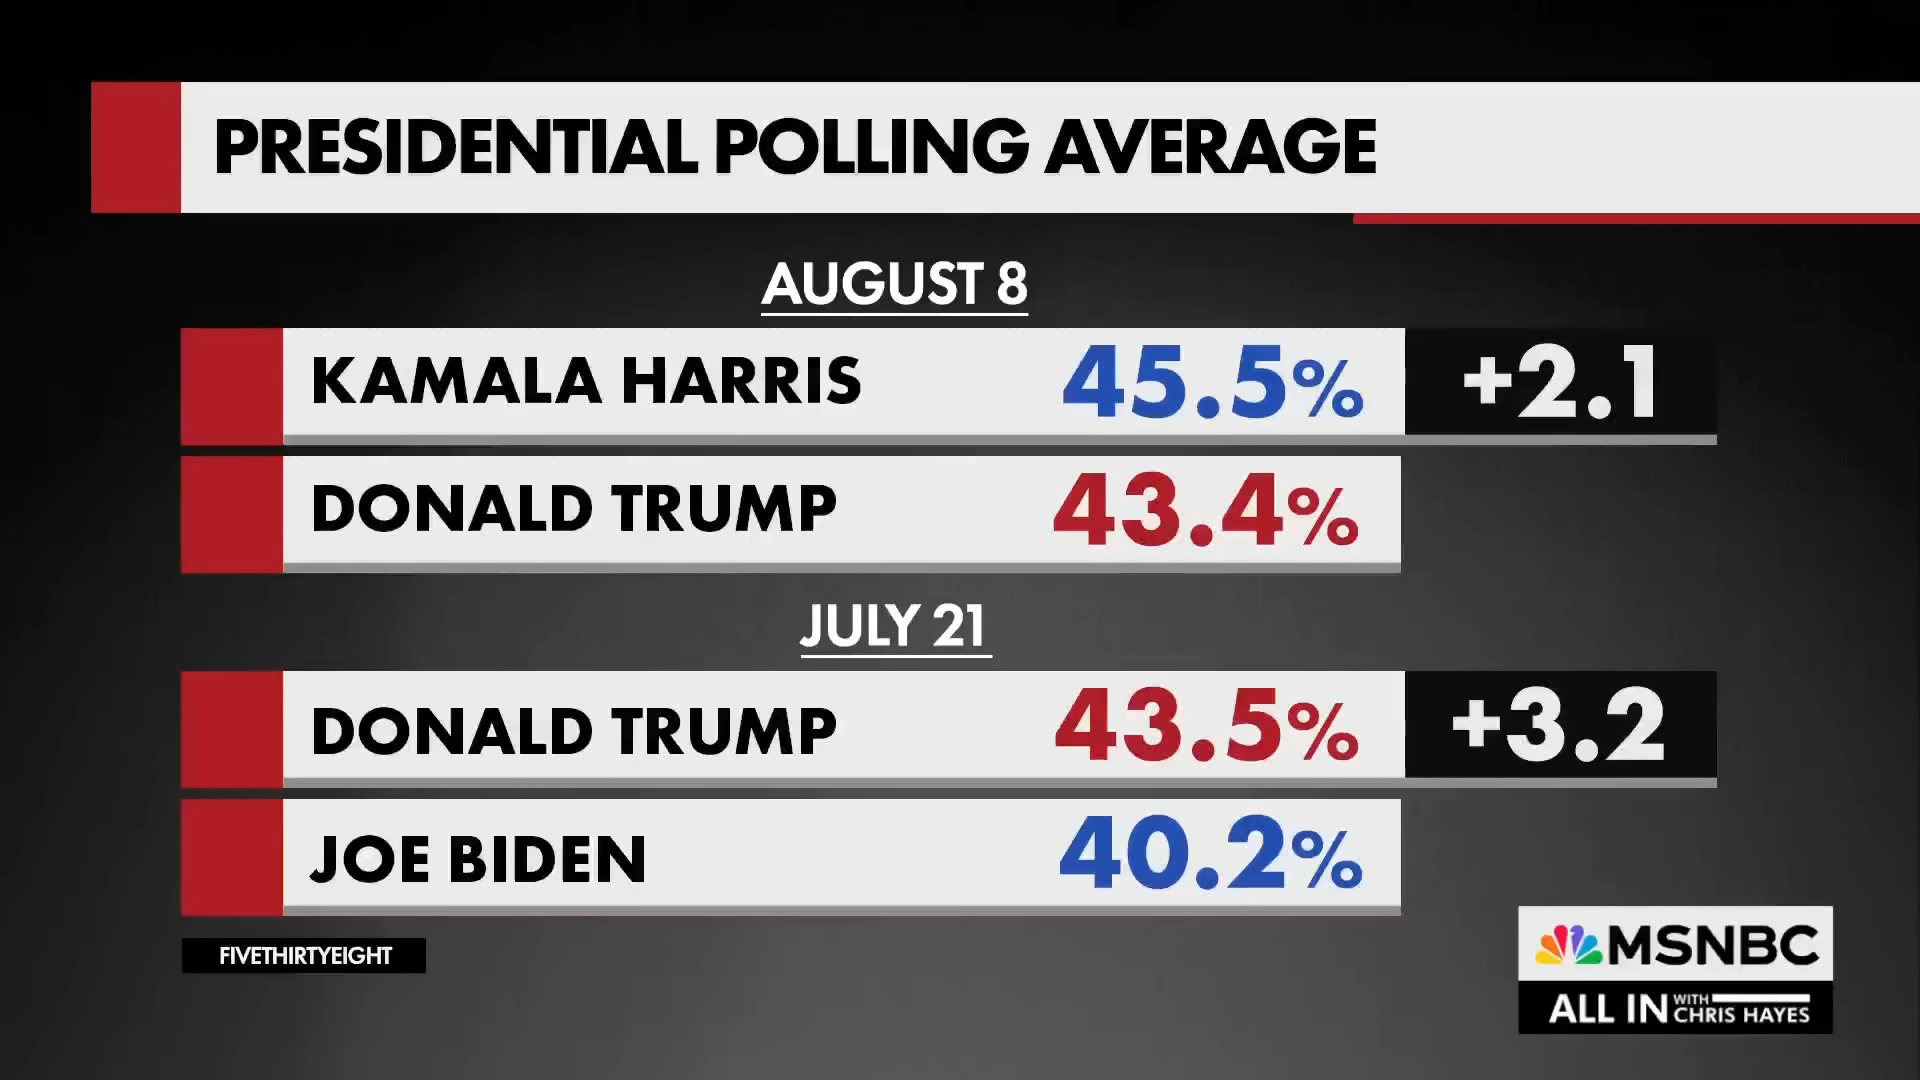 PRESIDENTIAL POLLING AVERAGE
AUGUST 8
KAMALA HARRIS 45.5% +2.1
DONALD TRUMP 43.4%
JULY 21
DONALD TRUMP 43.5% +3.2
JOE BIDEN 40.2%
FIVETHIRTYEIGHT
MSNBC
ALL IN WITH CHRIS HAYES